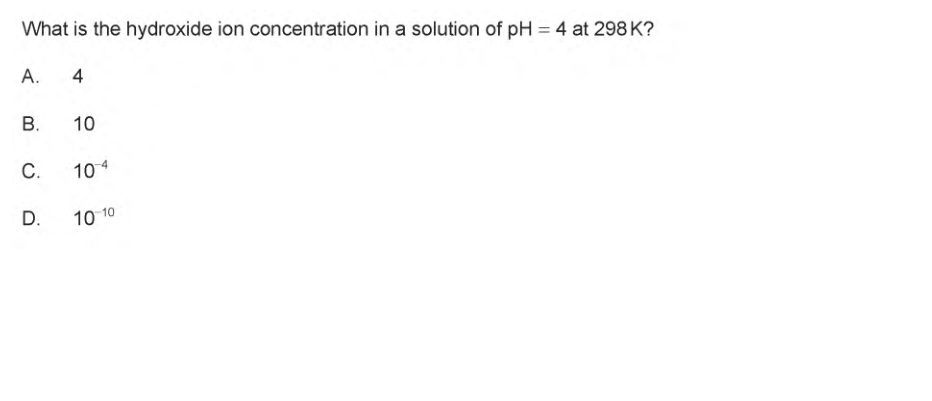 What is the hydroxide ion concentration in a solution of pH = 4 at 298 K?
A. 4
B. 10
C. 10⁻⁴
D. 10⁻¹⁰